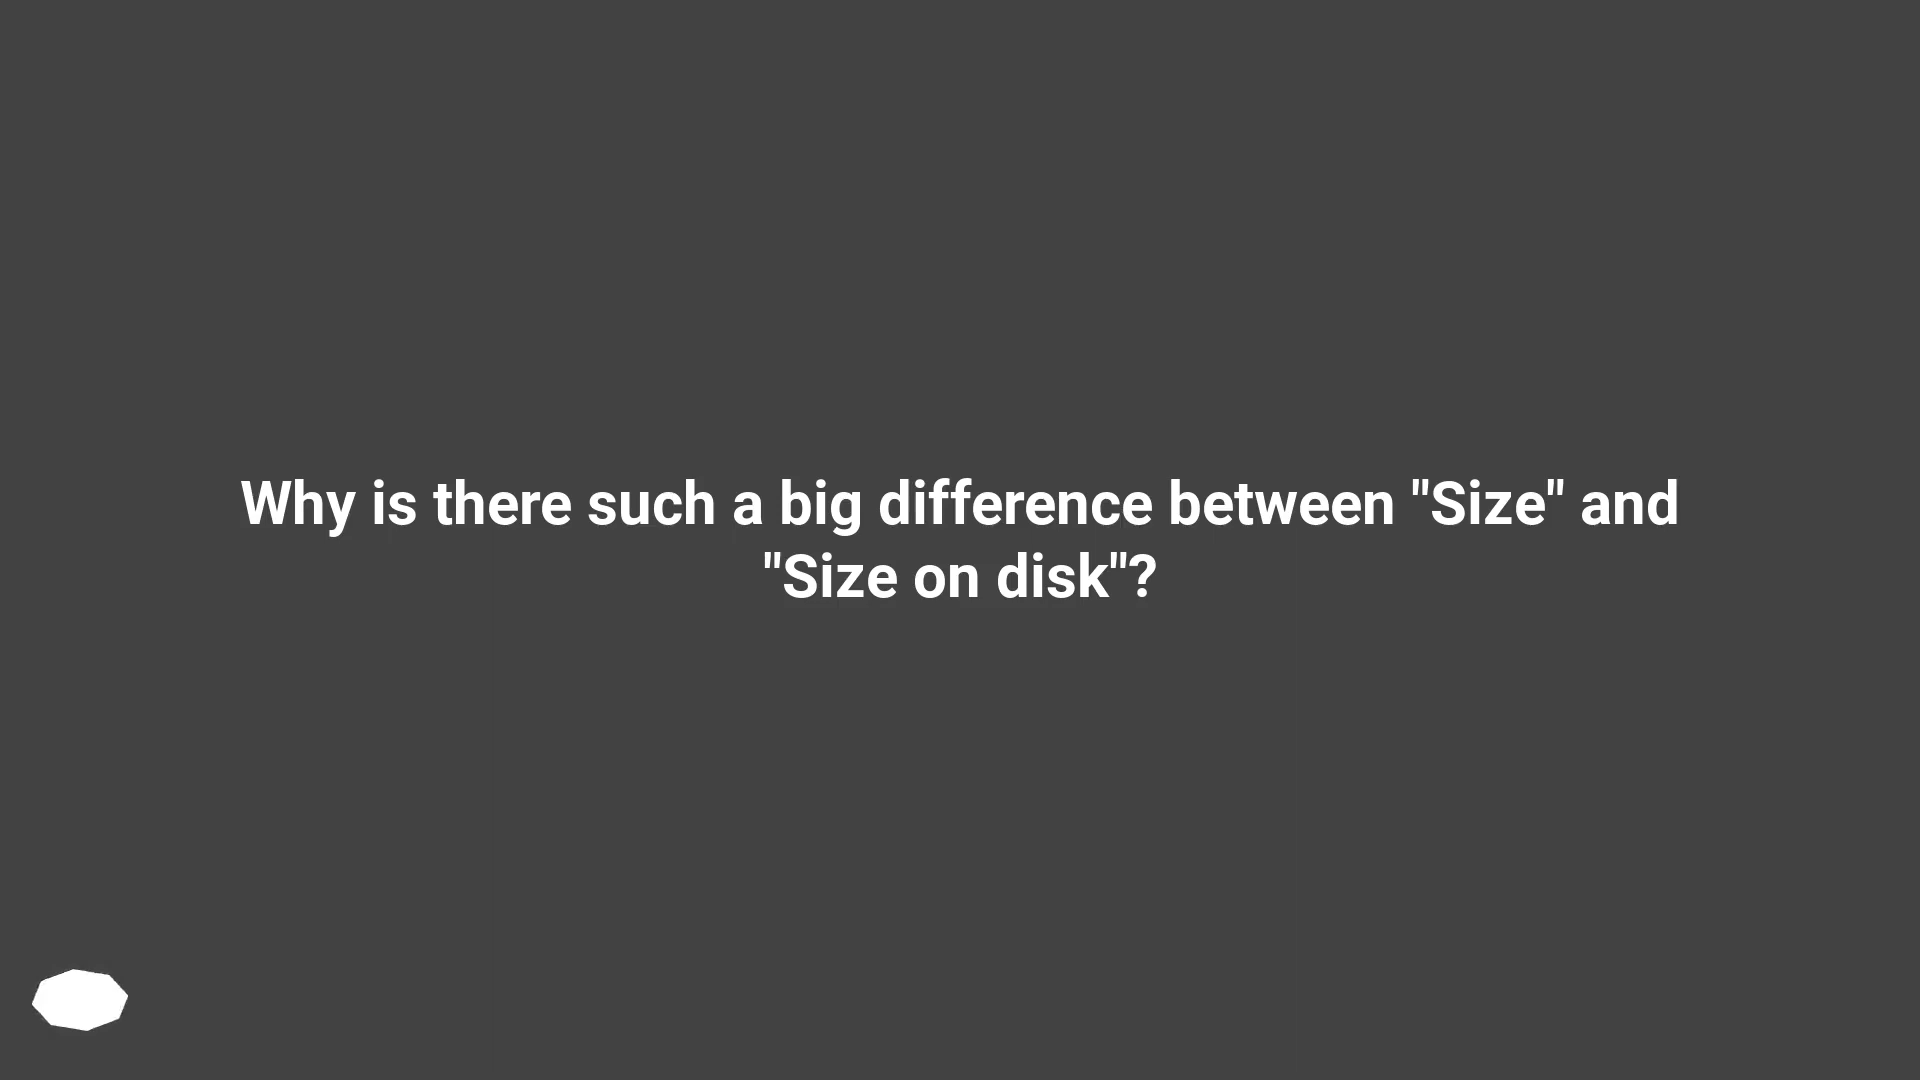 Why is there such a big difference between "Size" and
"Size on disk"?